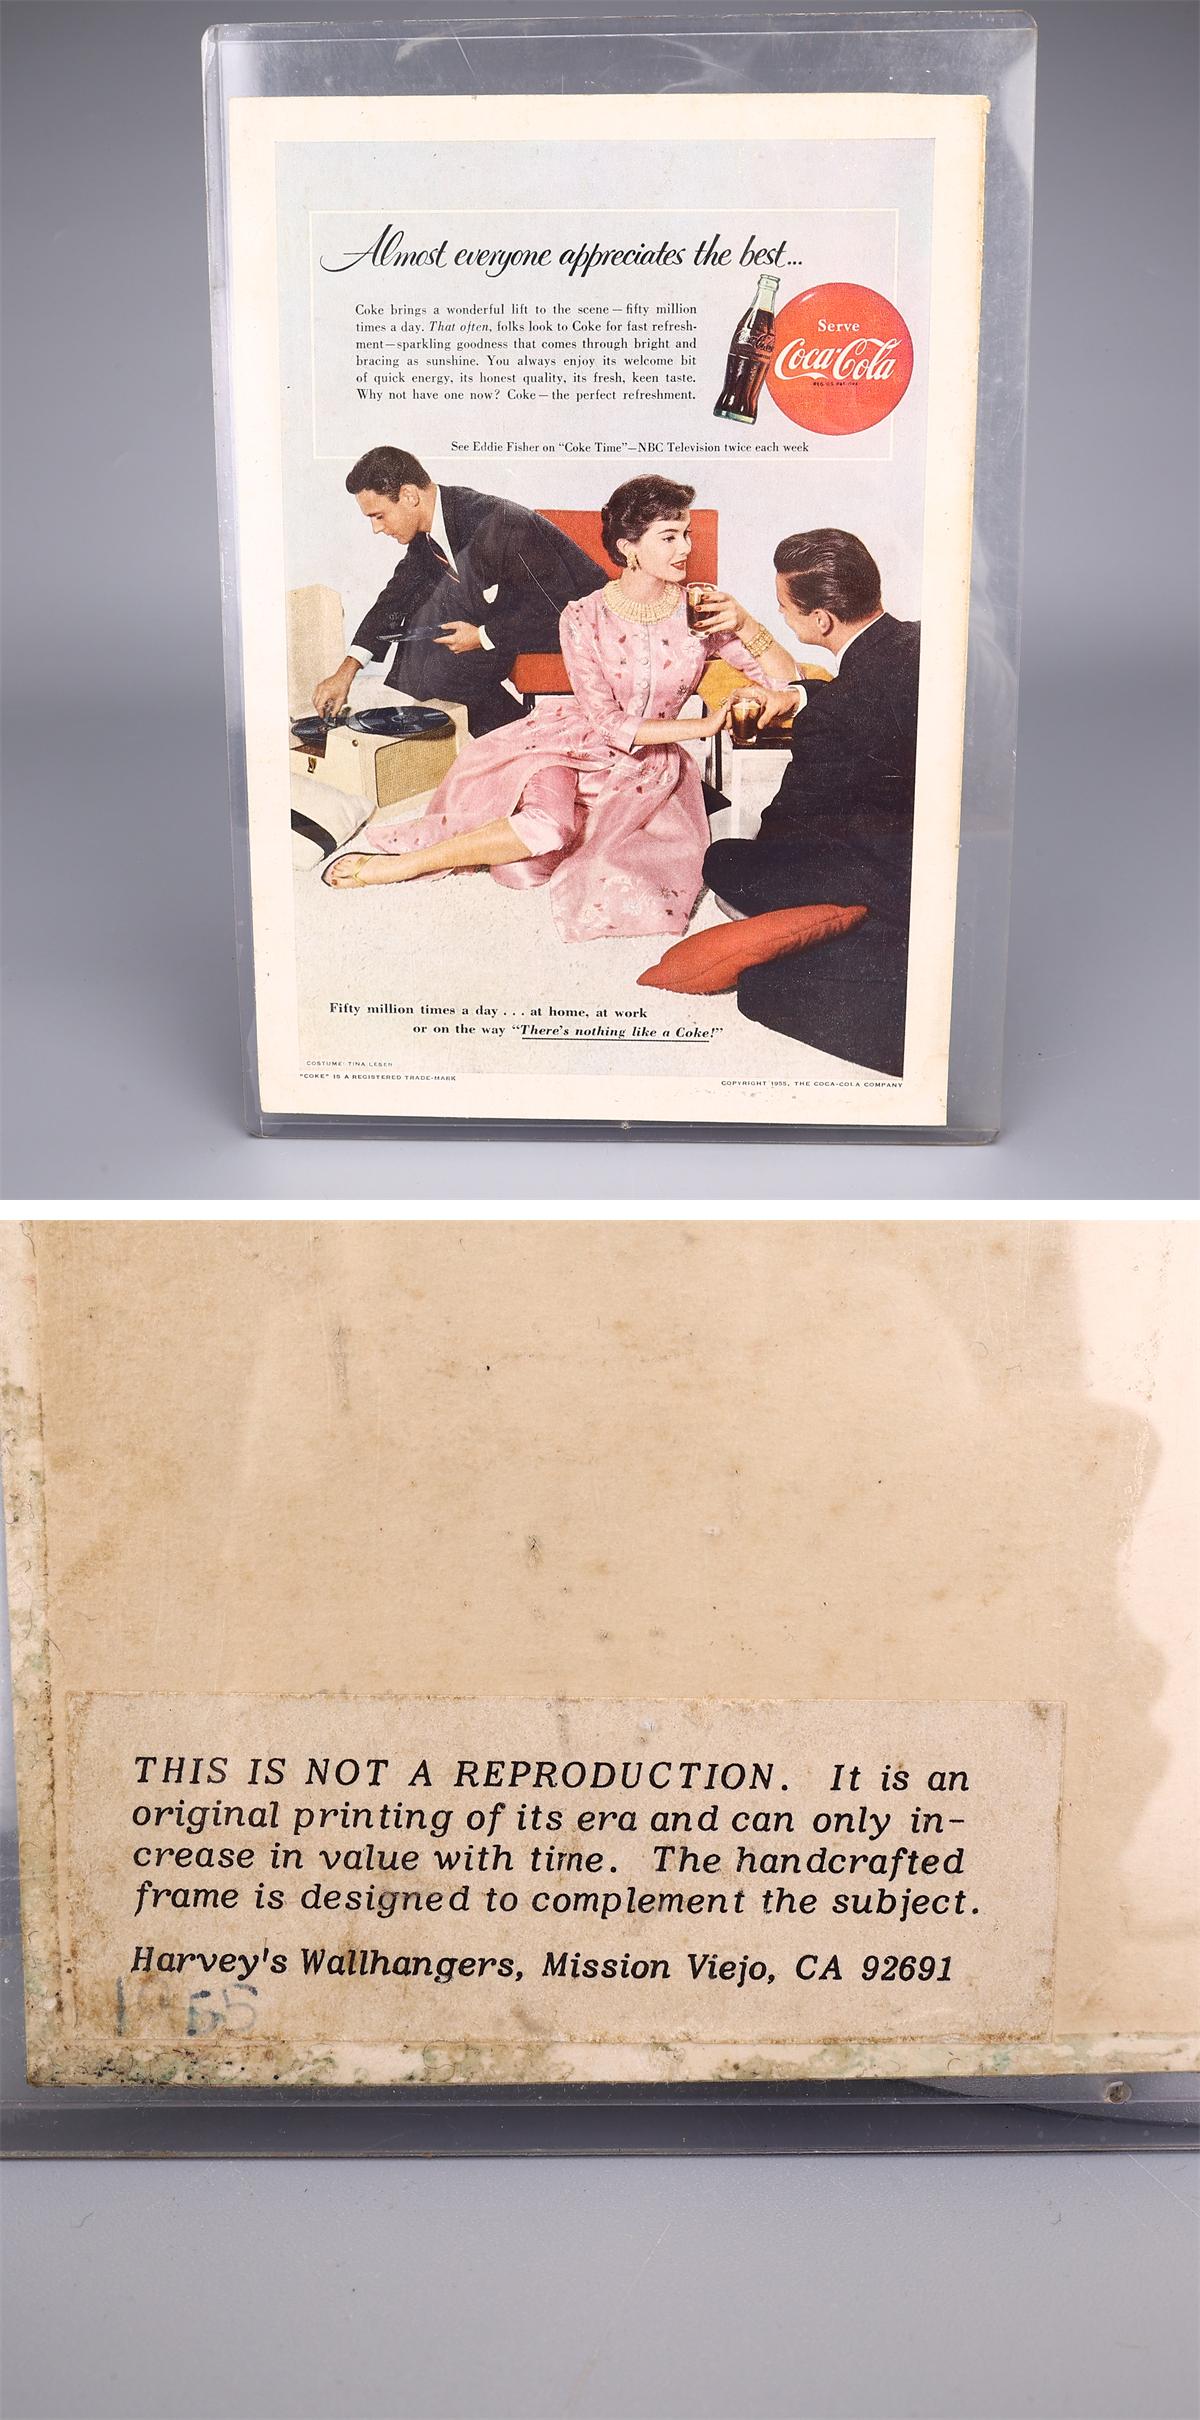 Almost everyone appreciates the best...
Coke brings a wonderful lift to the scene — fifty million
times a day. That often, folks look to Coke for fast refresh-
ment—sparkling goodness that comes through bright and
bracing as sunshine. You always enjoy its welcome bit
of quick energy, its honest quality, its fresh, keen taste.
Why not have one now? Coke — the perfect refreshment.
Serve
Coca-Cola
REG. U.S. PAT. OFF.
See Eddie Fisher on "Coke Time"—NBC Television twice each week
Fifty million times a day . . . at home, at work
or on the way "There's nothing like a Coke!"
COSTUME: TINA LESER
"COKE" IS A REGISTERED TRADE-MARK
COPYRIGHT 1955, THE COCA-COLA COMPANY
THIS IS NOT A REPRODUCTION. It is an
original printing of its era and can only in-
crease in value with time. The handcrafted
frame is designed to complement the subject.
Harvey's Wallhangers, Mission Viejo, CA 92691